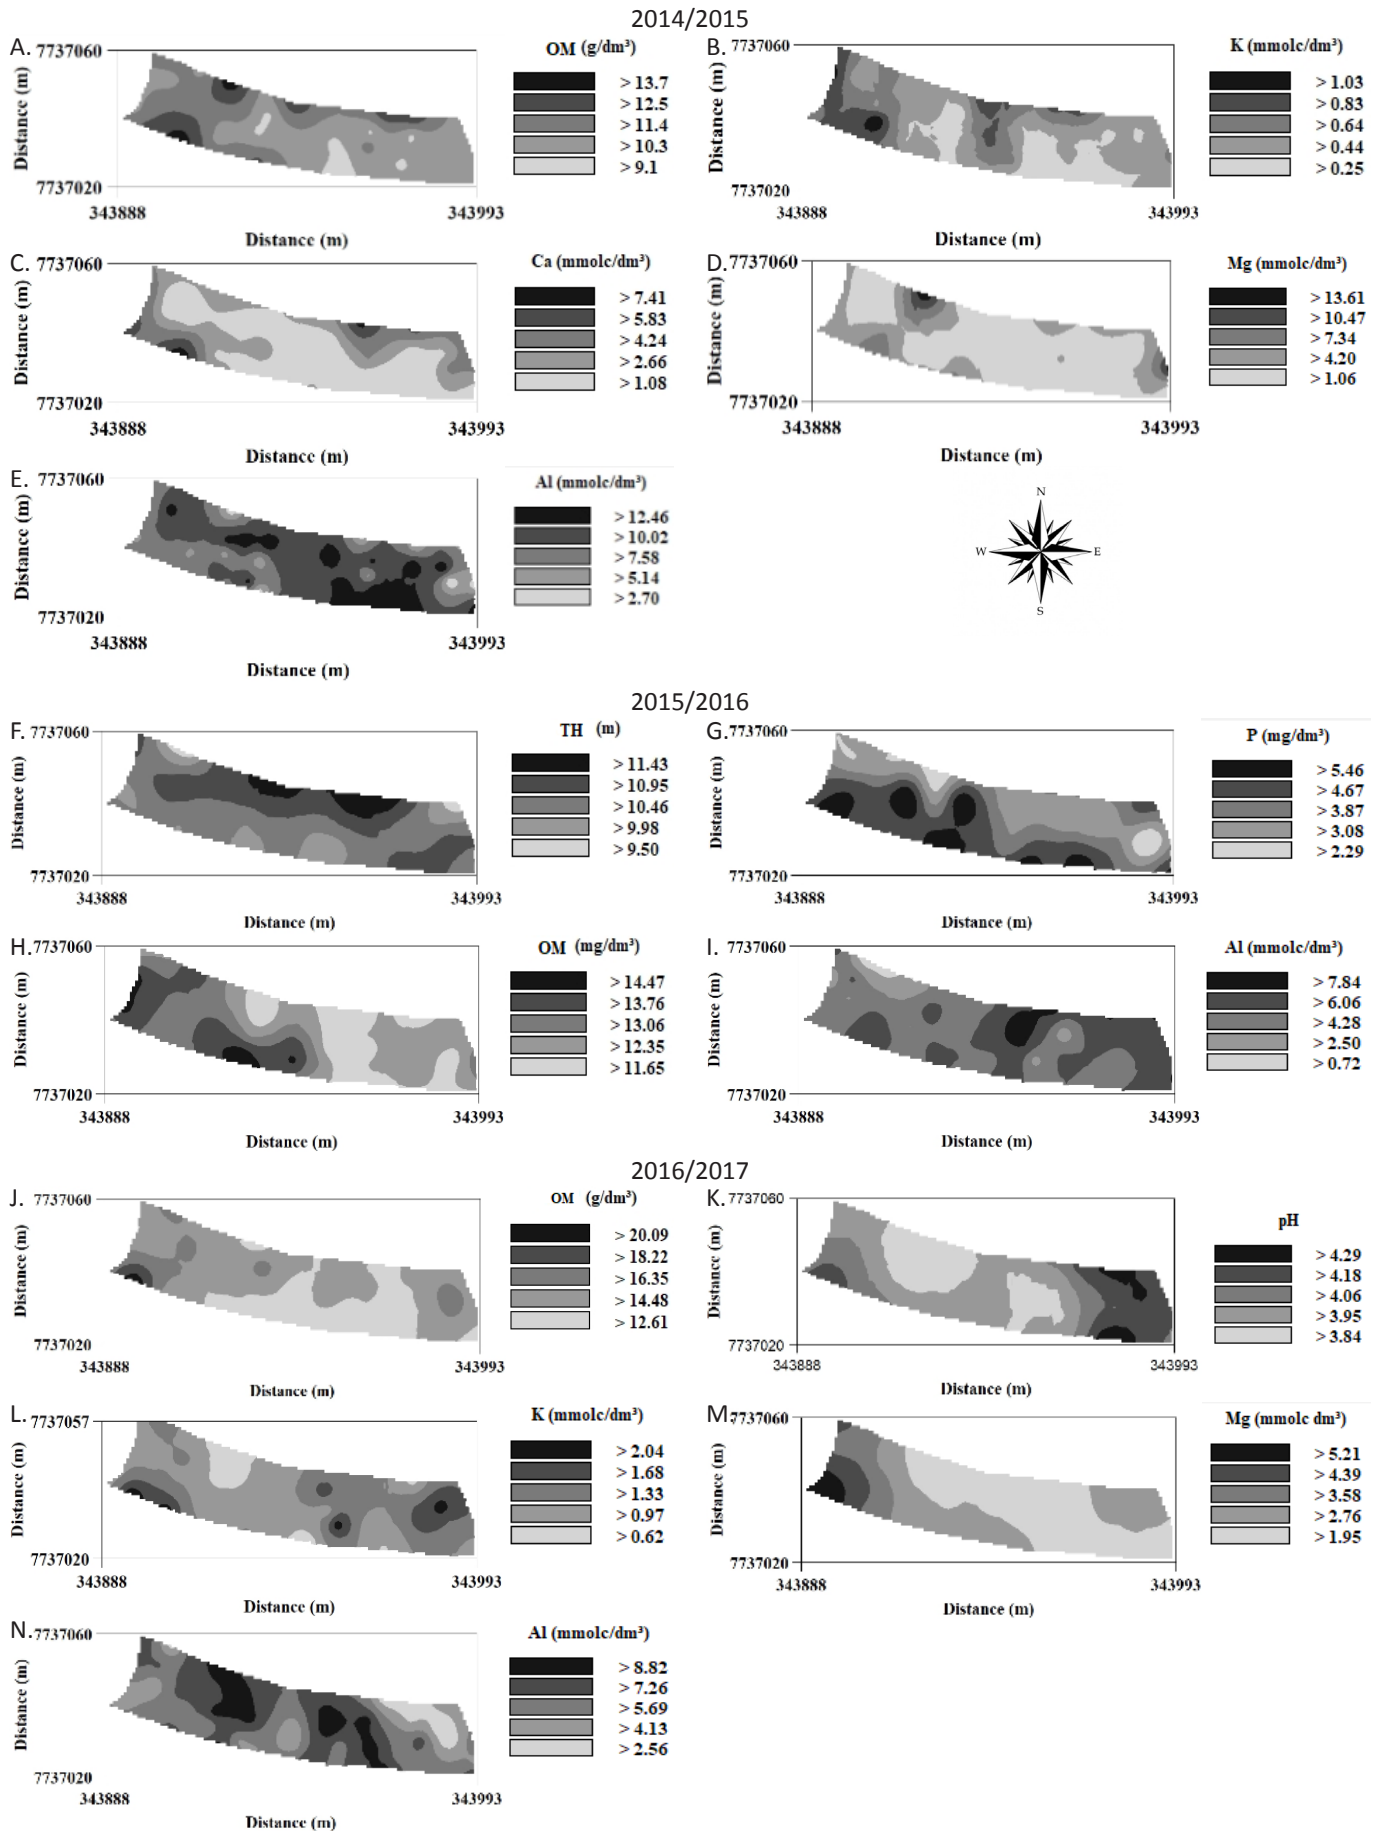 2014/2015
A.
7737060
7737020
343888
343993
Distance (m)
Distance (m)
OM (g/dm³)
> 13.7
> 12.5
> 11.4
> 10.3
> 9.1
B.
7737060
7737020
343888
343993
Distance (m)
Distance (m)
K (mmolc/dm³)
> 1.03
> 0.83
> 0.64
> 0.44
> 0.25
C.
7737060
7737020
343888
343993
Distance (m)
Distance (m)
Ca (mmolc/dm³)
> 7.41
> 5.83
> 4.24
> 2.66
> 1.08
D.
7737060
7737020
343888
343993
Distance (m)
Distance (m)
Mg (mmolc/dm³)
> 13.61
> 10.47
> 7.34
> 4.20
> 1.06
E.
7737060
7737020
343888
343993
Distance (m)
Distance (m)
Al (mmolc/dm³)
> 12.46
> 10.02
> 7.58
> 5.14
> 2.70
N
W
E
S
2015/2016
F.
7737060
7737020
343888
343993
Distance (m)
Distance (m)
TH (m)
> 11.43
> 10.95
> 10.46
> 9.98
> 9.50
G.
7737060
7737020
343888
343993
Distance (m)
Distance (m)
P (mg/dm³)
> 5.46
> 4.67
> 3.87
> 3.08
> 2.29
H.
7737060
7737020
343888
343993
Distance (m)
Distance (m)
OM (mg/dm³)
> 14.47
> 13.76
> 13.06
> 12.35
> 11.65
I.
7737060
7737020
343888
343993
Distance (m)
Distance (m)
Al (mmolc/dm³)
> 7.84
> 6.06
> 4.28
> 2.50
> 0.72
2016/2017
J.
7737060
7737020
343888
343993
Distance (m)
Distance (m)
OM (g/dm³)
> 20.09
> 18.22
> 16.35
> 14.48
> 12.61
K.
7737060
7737020
343888
343993
Distance (m)
Distance (m)
pH
> 4.29
> 4.18
> 4.06
> 3.95
> 3.84
L.
7737057
7737020
343888
343993
Distance (m)
Distance (m)
K (mmolc/dm³)
> 2.04
> 1.68
> 1.33
> 0.97
> 0.62
M.
7737060
7737020
343888
343993
Distance (m)
Distance (m)
Mg (mmolc dm³)
> 5.21
> 4.39
> 3.58
> 2.76
> 1.95
N.
7737060
7737020
343888
343993
Distance (m)
Distance (m)
Al (mmolc/dm³)
> 8.82
> 7.26
> 5.69
> 4.13
> 2.56